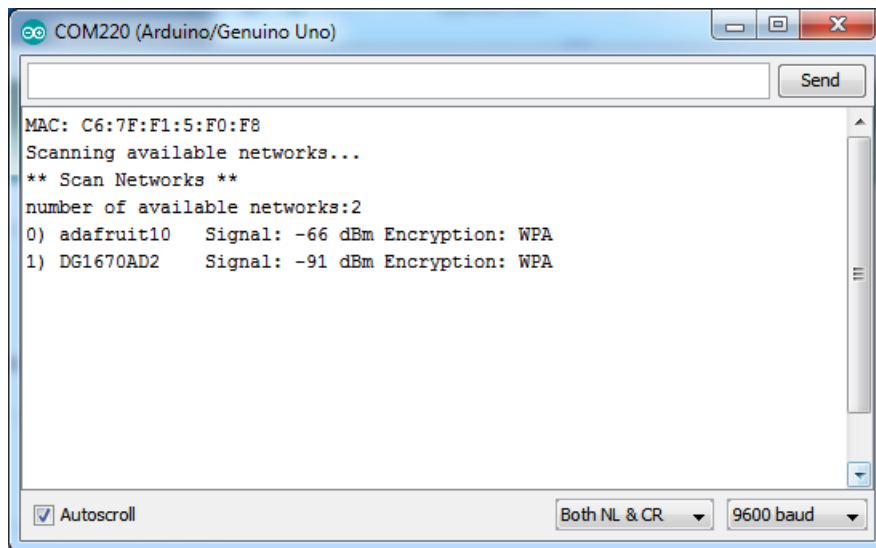 COM220 (Arduino/Genuino Uno)
Send
MAC: C6:7F:F1:5:F0:F8
Scanning available networks...
** Scan Networks **
number of available networks:2
0) adafruit10 Signal: -66 dBm Encryption: WPA
1) DG1670AD2 Signal: -91 dBm Encryption: WPA
Autoscroll Both NL & CR 9600 baud